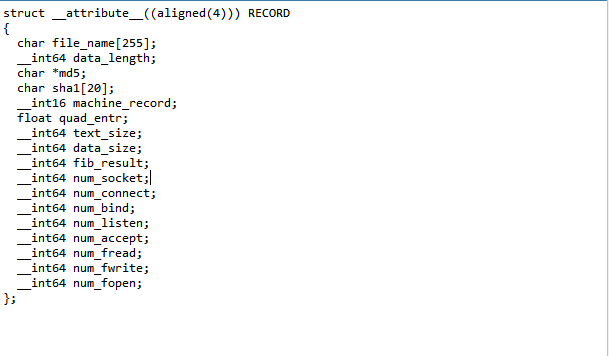 struct __attribute__((aligned(4))) RECORD
{
  char file_name[255];
  __int64 data_length;
  char *md5;
  char sha1[20];
  __int16 machine_record;
  float quad_entr;
  __int64 text_size;
  __int64 data_size;
  __int64 fib_result;
  __int64 num_socket;
  __int64 num_connect;
  __int64 num_bind;
  __int64 num_listen;
  __int64 num_accept;
  __int64 num_fread;
  __int64 num_fwrite;
  __int64 num_fopen;
};